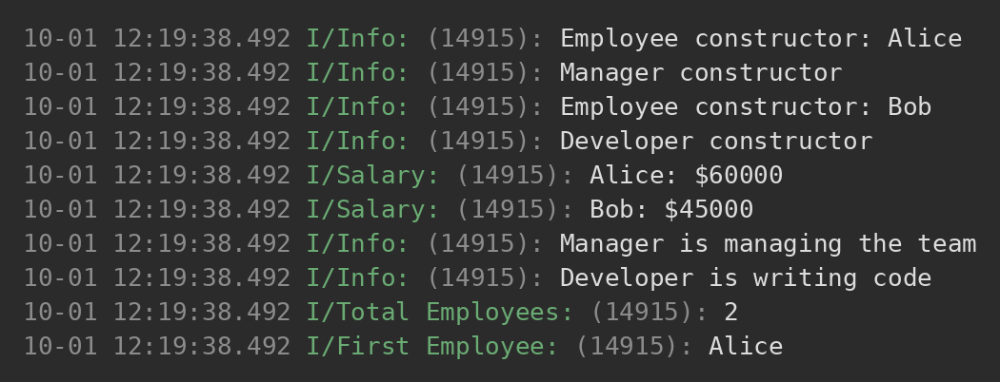 10-01 12:19:38.492 I/Info: (14915): Employee constructor: Alice
10-01 12:19:38.492 I/Info: (14915): Manager constructor
10-01 12:19:38.492 I/Info: (14915): Employee constructor: Bob
10-01 12:19:38.492 I/Info: (14915): Developer constructor
10-01 12:19:38.492 I/Salary: (14915): Alice: $60000
10-01 12:19:38.492 I/Salary: (14915): Bob: $45000
10-01 12:19:38.492 I/Info: (14915): Manager is managing the team
10-01 12:19:38.492 I/Info: (14915): Developer is writing code
10-01 12:19:38.492 I/Total Employees: (14915): 2
10-01 12:19:38.492 I/First Employee: (14915): Alice